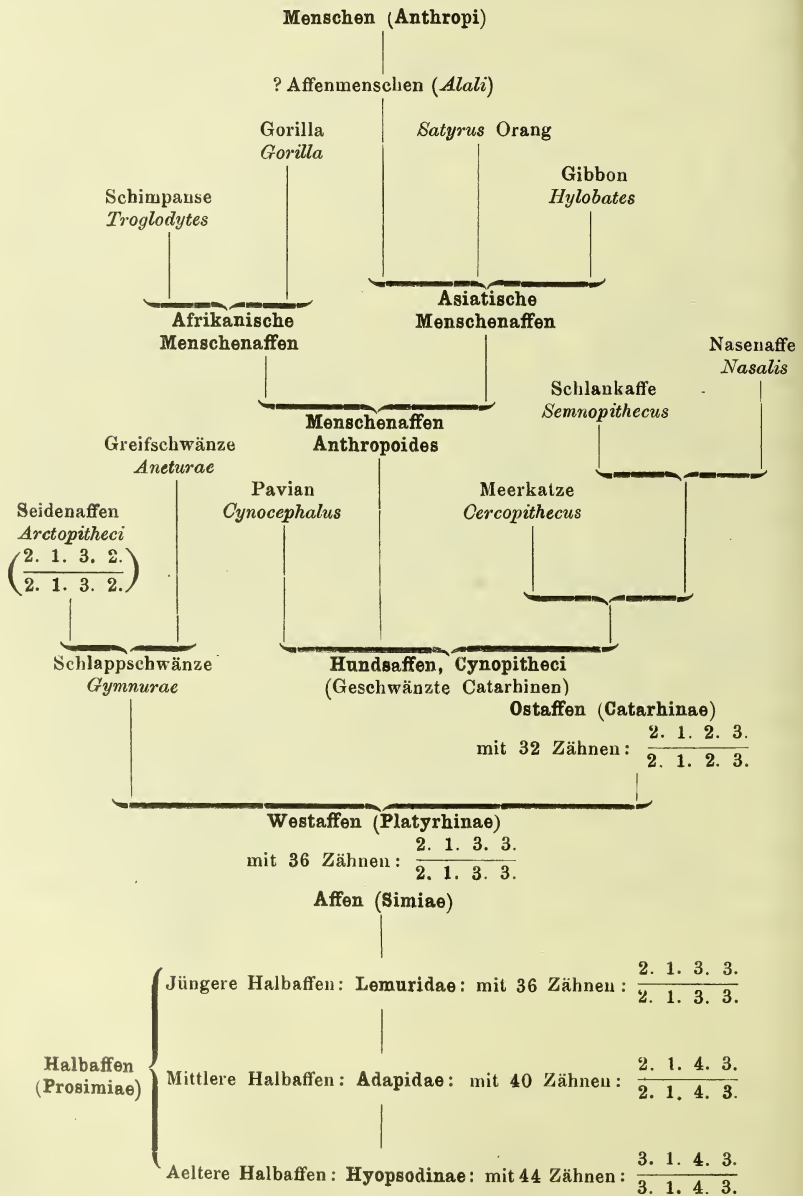 Menschen (Anthropi)
? Affenmenschen (Alali)
Gorilla
Gorilla
Satyrus Orang
Gibbon
Hylobates
Schimpanse
Troglodytes
Afrikanische
Menschenaffen
Asiatische
Menschenaffen
Nasenaffe
Nasalis
Schlankaffe
Semnopithecus
Menschenaffen
Anthropoides
Greifschwänze
Aneturae
Pavian
Cynocephalus
Meerkatze
Cercopithecus
Seidenaffen
Arctopitheci
(2. 1. 3. 2.
2. 1. 3. 2.)
Schlappschwänze
Gymnurae
Hundsaffen, Cynopitheci
(Geschwänzte Catarhinen)
Ostaffen (Catarhinae)
mit 32 Zähnen: 2. 1. 2. 3.
2. 1. 2. 3.
Westaffen (Platyrhinae)
mit 36 Zähnen: 2. 1. 3. 3.
2. 1. 3. 3.
Affen (Simiae)
Halbaffen
(Prosimiae)
Jüngere Halbaffen: Lemuridae: mit 36 Zähnen: 2. 1. 3. 3.
2. 1. 3. 3.
Mittlere Halbaffen: Adapidae: mit 40 Zähnen: 2. 1. 4. 3.
2. 1. 4. 3.
Aeltere Halbaffen: Hyopsodinae: mit 44 Zähnen: 3. 1. 4. 3.
3. 1. 4. 3.